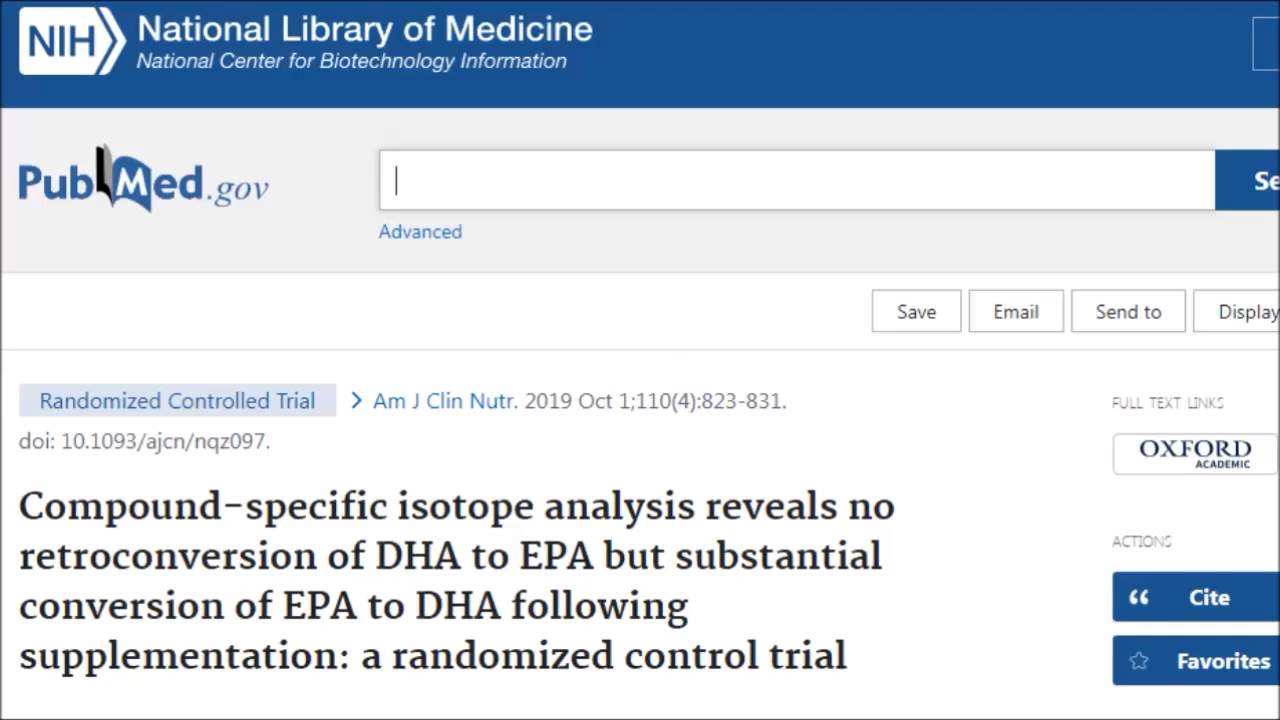 NIH National Library of Medicine
National Center for Biotechnology Information
PubMed.gov
Advanced
Save Email Send to Display
Randomized Controlled Trial > Am J Clin Nutr. 2019 Oct 1;110(4):823-831.
doi: 10.1093/ajcn/nqz097.
Compound-specific isotope analysis reveals no
retroconversion of DHA to EPA but substantial
conversion of EPA to DHA following
supplementation: a randomized control trial
FULL TEXT LINKS
OXFORD
ACADEMIC
ACTIONS
Cite
Favorites